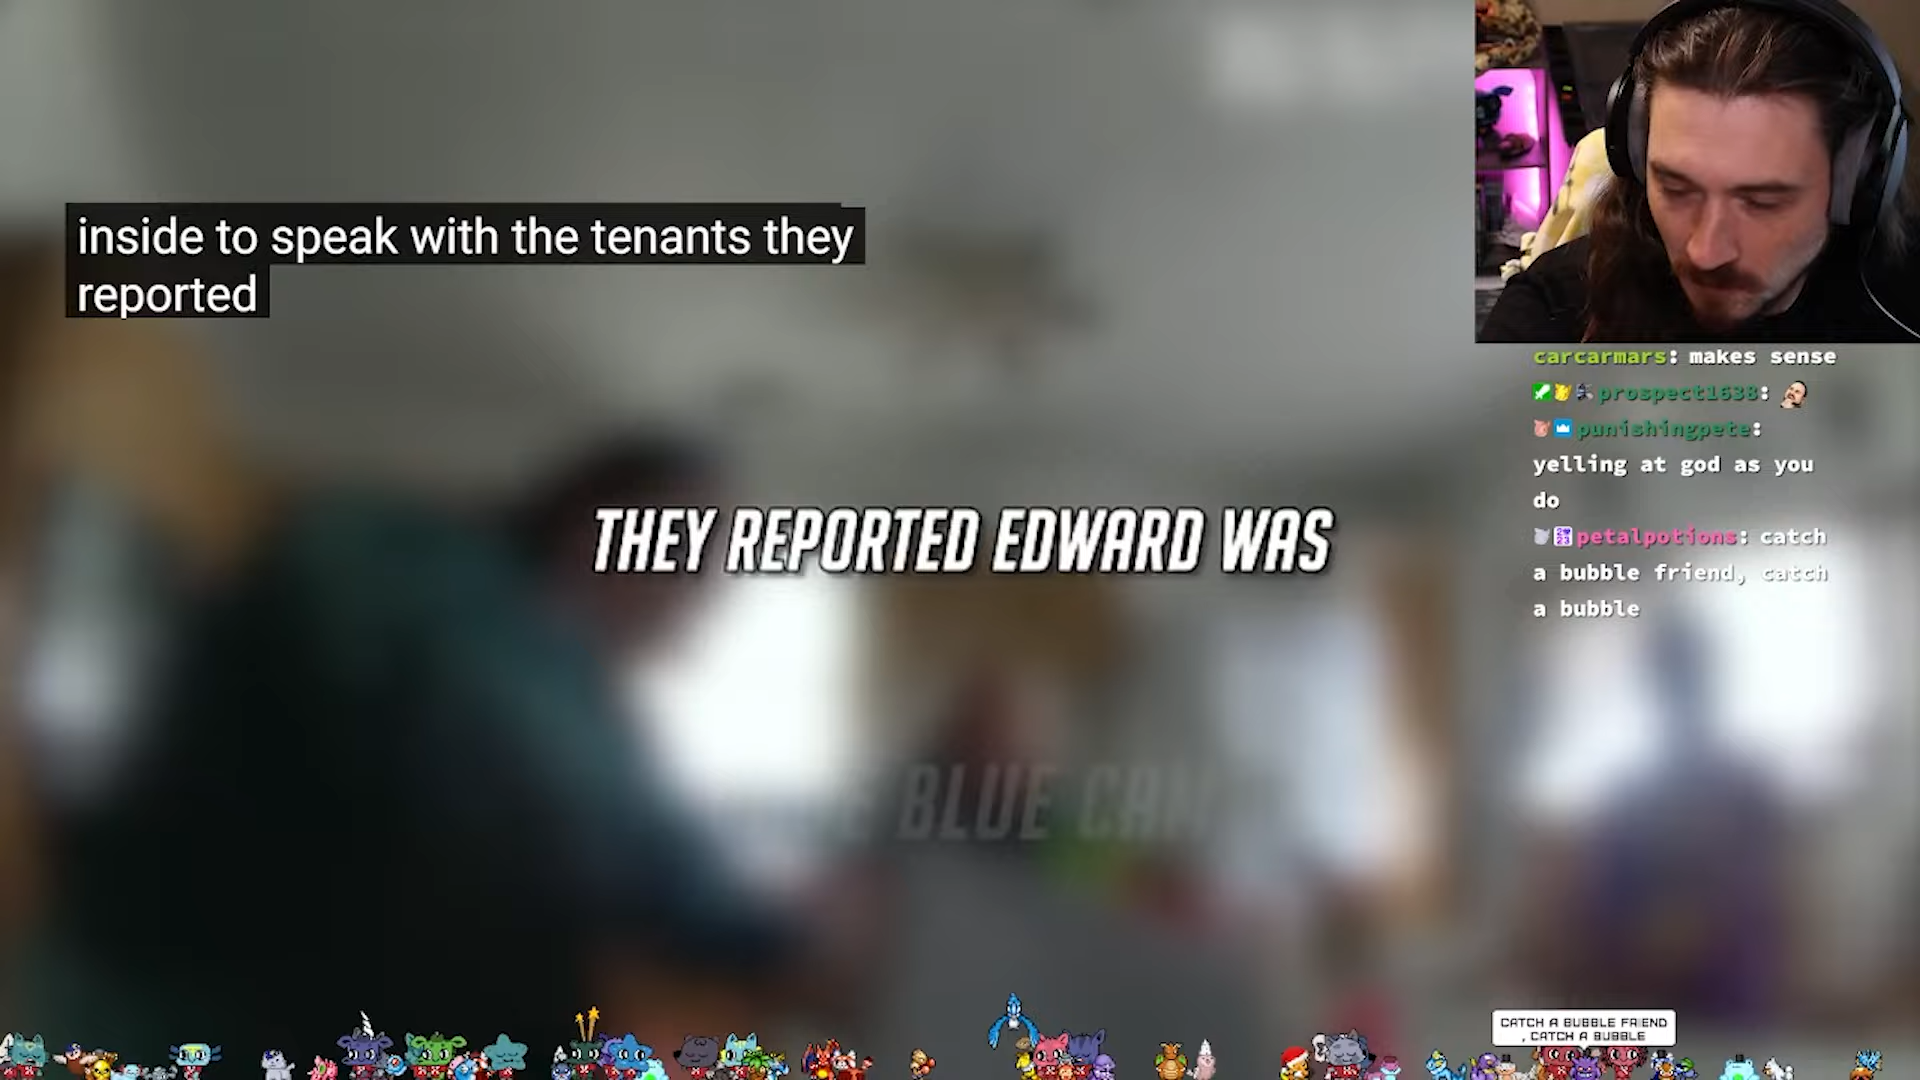 inside to speak with the tenants they
reported
THEY REPORTED EDWARD WAS
BLUE
carcarmars: makes sense
prospect1638:
punishingpete:
yelling at god as you
do
petalpotions: catch
a bubble friend, catch
a bubble
CATCH A BUBBLE FRIEND
, CATCH A BUBBLE